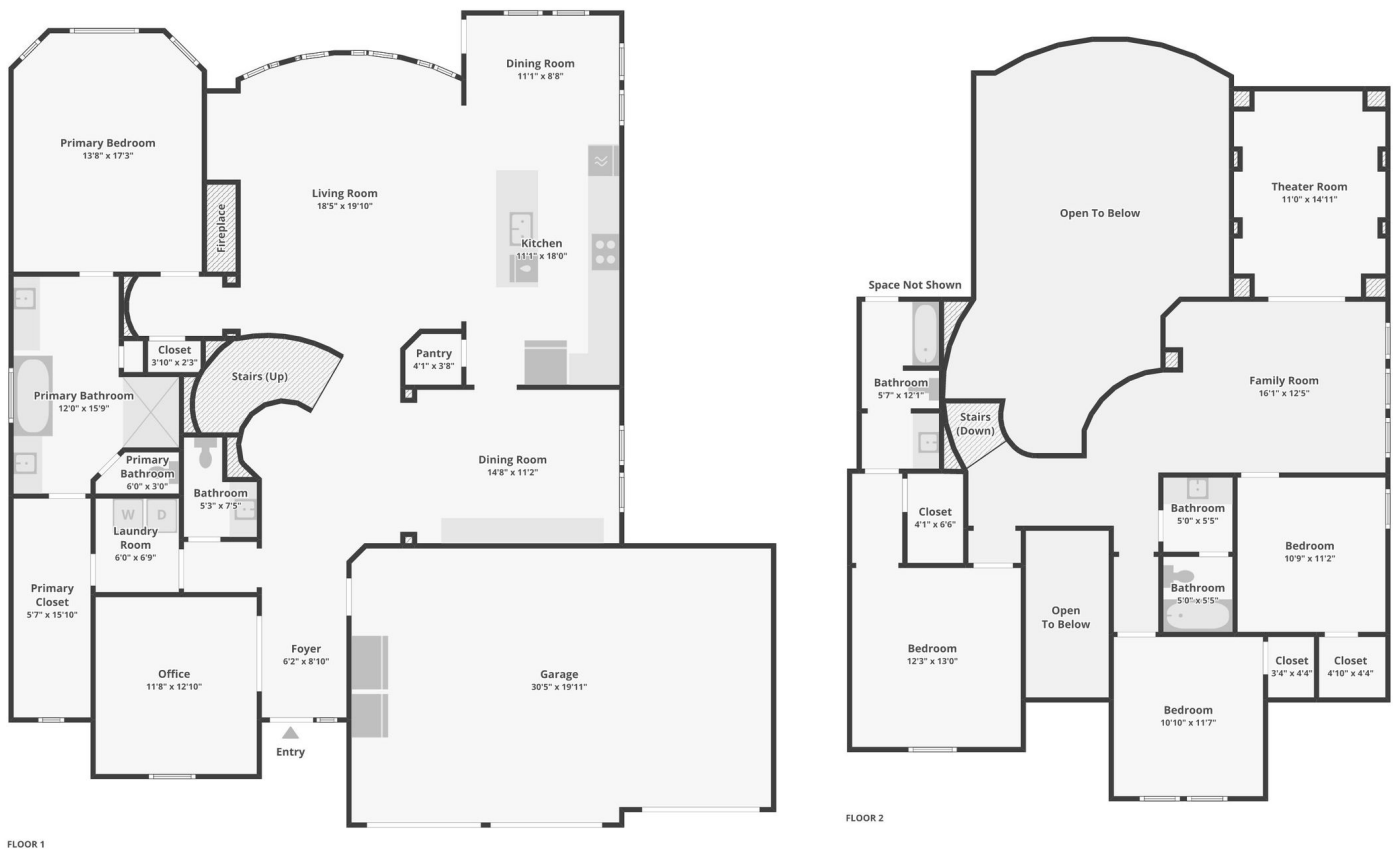 Primary Bedroom
13'8" x 17'3"
Fireplace
Living Room
18'5" x 19'10"
Dining Room
11'1" x 8'8"
Kitchen
11'1" x 18'0"
Closet
3'10" x 2'3"
Stairs (Up)
Pantry
4'1" x 3'8"
Primary Bathroom
12'0" x 15'9"
Primary
Bathroom
6'0" x 3'0"
Bathroom
5'3" x 7'5"
Dining Room
14'8" x 11'2"
W
D
Laundry
Room
6'0" x 6'9"
Primary
Closet
5'7" x 15'10"
Office
11'8" x 12'10"
Foyer
6'2" x 8'10"
Garage
30'5" x 19'11"
Entry
FLOOR 1
Open To Below
Theater Room
11'0" x 14'11"
Space Not Shown
Bathroom
5'7" x 12'1"
Stairs
(Down)
Family Room
16'1" x 12'5"
Closet
4'1" x 6'6"
Bathroom
5'0" x 5'5"
Bathroom
5'0" x 5'5"
Bedroom
10'9" x 11'2"
Bedroom
12'3" x 13'0"
Open
To Below
Closet
3'4" x 4'4"
Closet
4'10" x 4'4"
Bedroom
10'10" x 11'7"
FLOOR 2